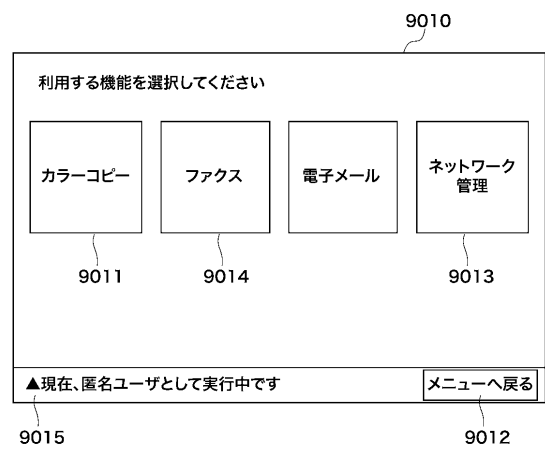 9010
利用する機能を選択してください
カラーコピー
ファクス
電子メール
ネットワーク
管理
9011
9014
9013
▲現在、匿名ユーザとして実行中です
メニューへ戻る
9015
9012